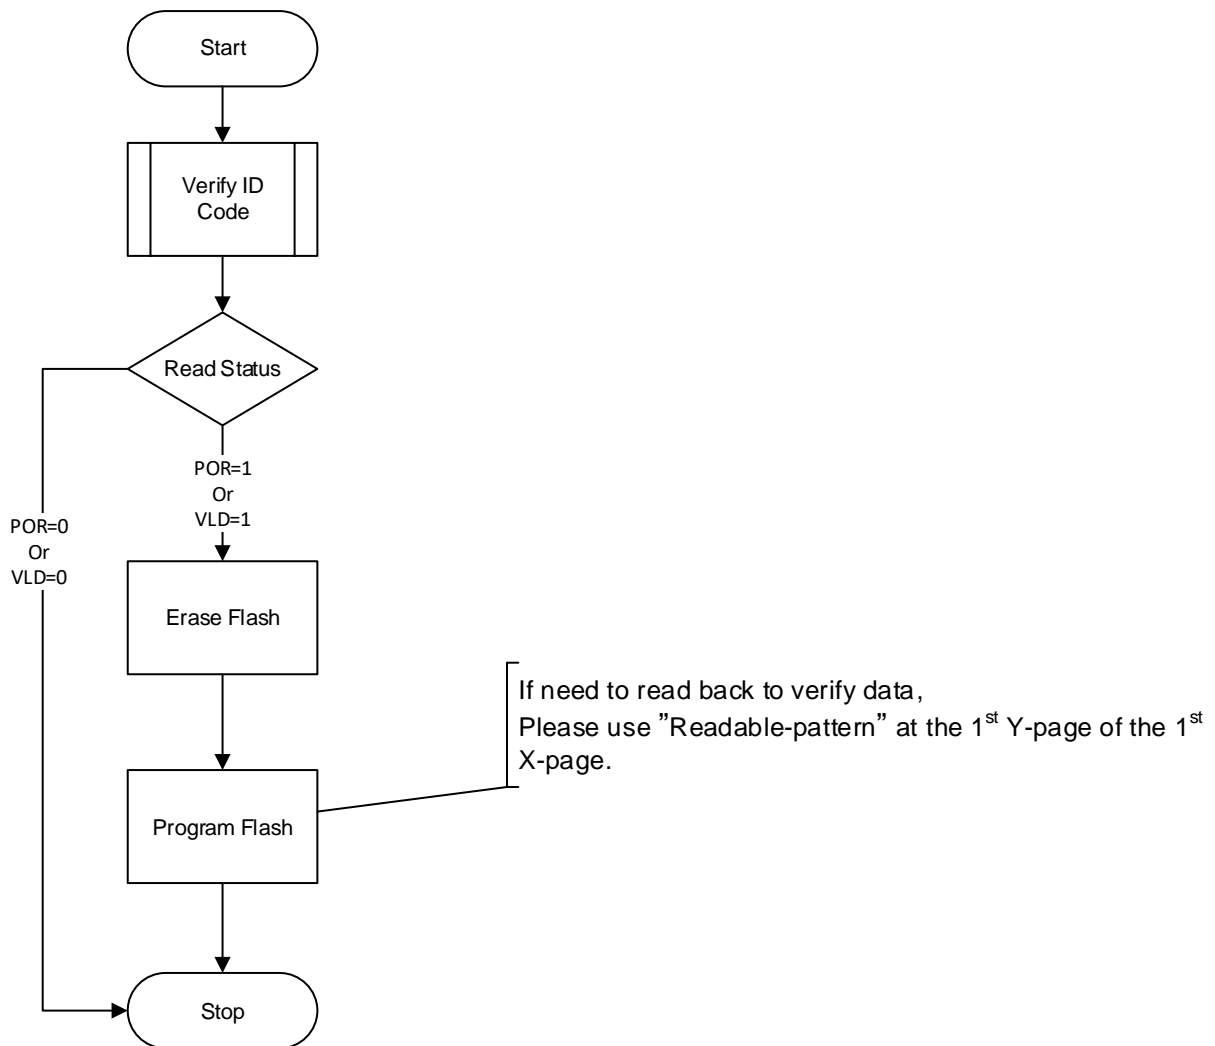 Start
Verify ID
Code
Read Status
POR=1
Or
VLD=1
POR=0
Or
VLD=0
Erase Flash
If need to read back to verify data,
Please use ”Readable-pattern” at the 1st Y-page of the 1st
X-page.
Program Flash
Stop